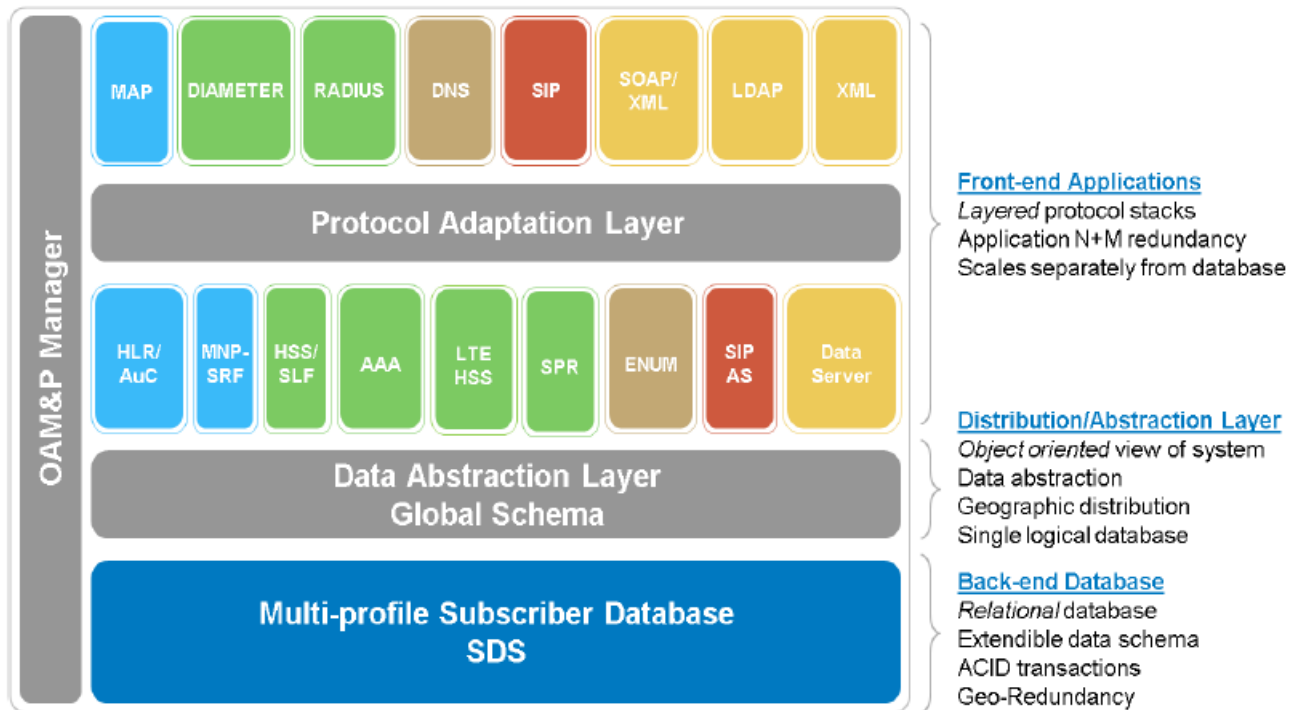 OAM&P Manager
MAP
DIAMETER
RADIUS
DNS
SIP
SOAP/
XML
LDAP
XML
Protocol Adaptation Layer
HLR/
AuC
MNP-
SRF
HSS/
SLF
AAA
LTE
HSS
SPR
ENUM
SIP
AS
Data
Server
Data Abstraction Layer
Global Schema
Multi-profile Subscriber Database
SDS
Front-end Applications
Layered protocol stacks
Application N+M redundancy
Scales separately from database
Distribution/Abstraction Layer
Object oriented view of system
Data abstraction
Geographic distribution
Single logical database
Back-end Database
Relational database
Extendible data schema
ACID transactions
Geo-Redundancy